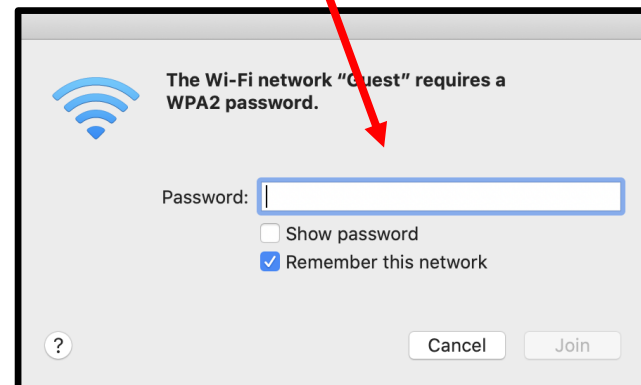 The Wi-Fi network “Guest” requires a
WPA2 password.
Password:
Show password
Remember this network
?
Cancel
Join